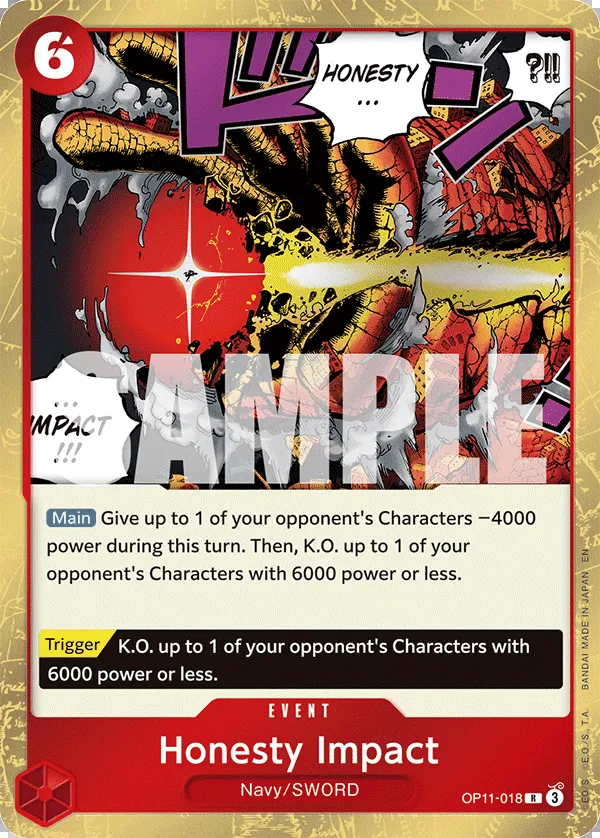 6
HONESTY
...
?!!
...
IMPACT
!!!
SAMPLE
Main Give up to 1 of your opponent's Characters −4000
power during this turn. Then, K.O. up to 1 of your
opponent's Characters with 6000 power or less.
Trigger K.O. up to 1 of your opponent's Characters with
6000 power or less.
EVENT
Honesty Impact
Navy/SWORD
OP11-018 R 3
BANDAI MADE IN JAPAN EN